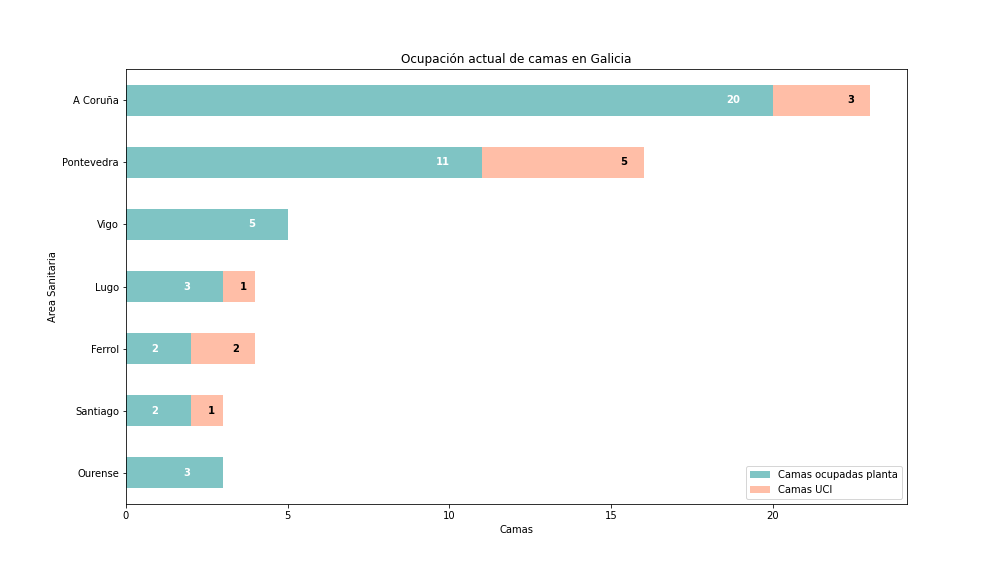 Ocupación actual de camas en Galicia
A Coruña 20 3
Pontevedra 11 5
Vigo 5
Lugo 3 1
Ferrol 2 2
Santiago 2 1
Ourense 3
Area Sanitaria
Camas ocupadas planta
Camas UCI
0 5 10 15 20
Camas